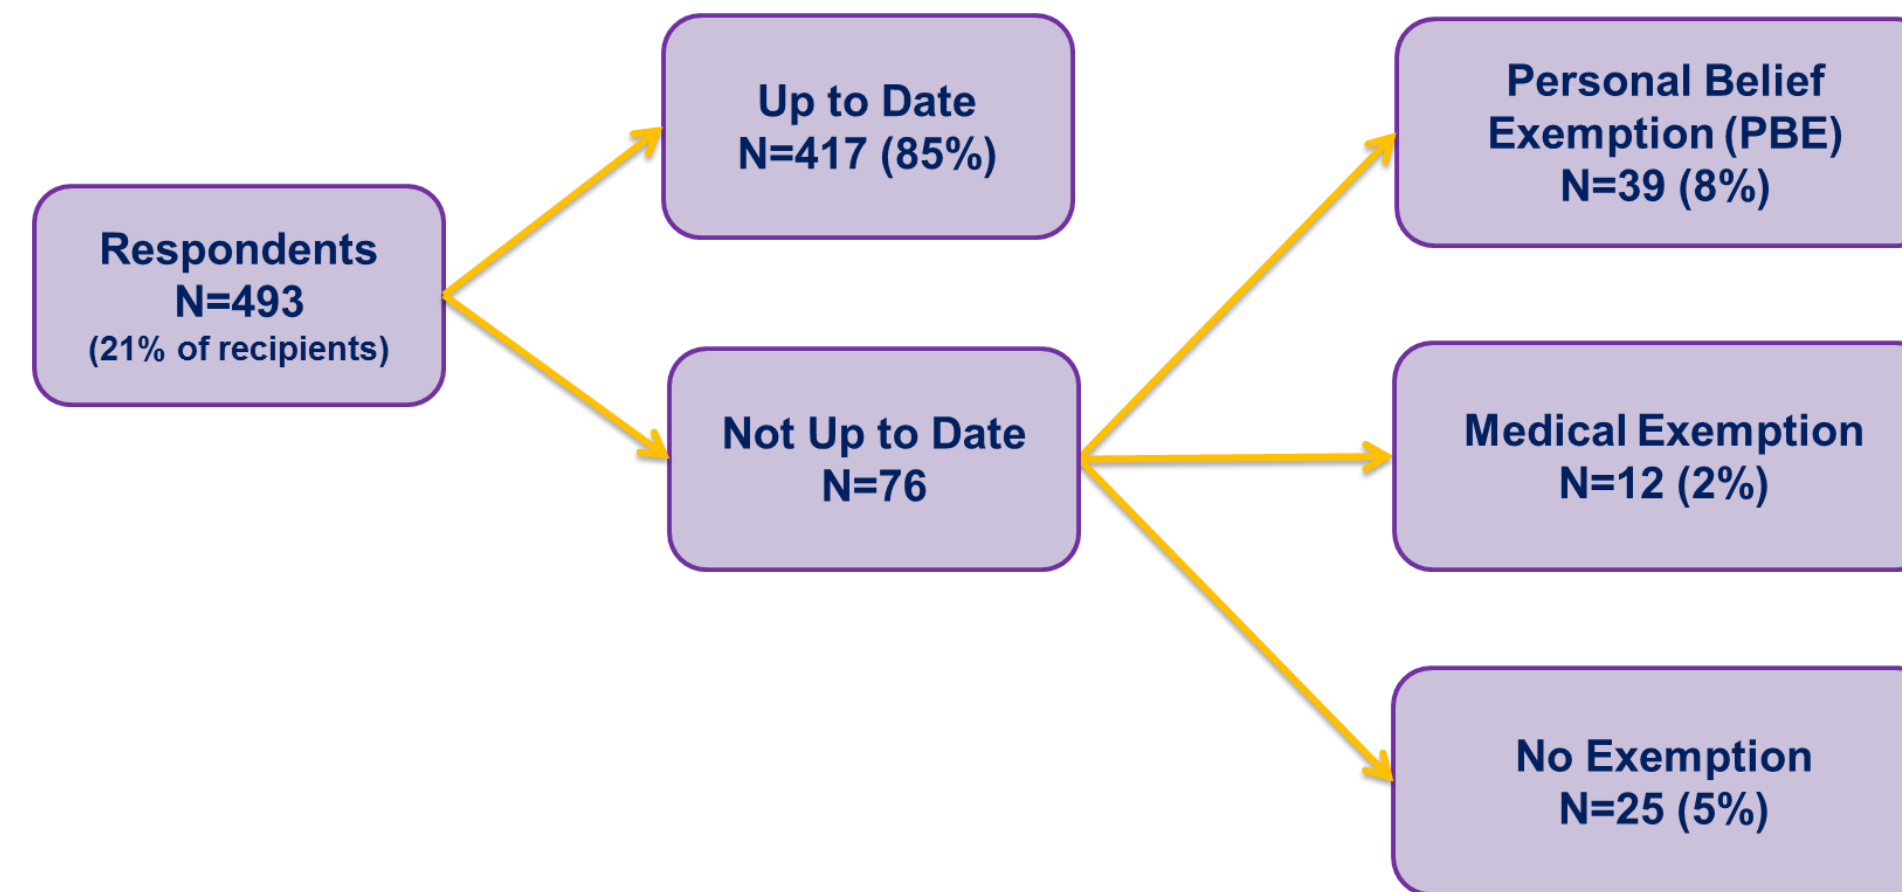 Respondents
N=493
(21% of recipients)
Up to Date
N=417 (85%)
Not Up to Date
N=76
Personal Belief
Exemption (PBE)
N=39 (8%)
Medical Exemption
N=12 (2%)
No Exemption
N=25 (5%)